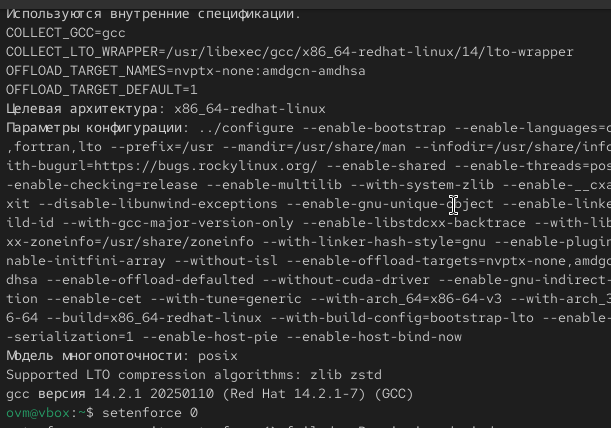 Используются внутренние спецификации.
COLLECT_GCC=gcc
COLLECT_LTO_WRAPPER=/usr/libexec/gcc/x86_64-redhat-linux/14/lto-wrapper
OFFLOAD_TARGET_NAMES=nvptx-none:amdgcn-amdhsa
OFFLOAD_TARGET_DEFAULT=1
Целевая архитектура: x86_64-redhat-linux
Параметры конфигурации: ../configure --enable-bootstrap --enable-languages=c
,fortran,lto --prefix=/usr --mandir=/usr/share/man --infodir=/usr/share/info
ith-bugurl=https://bugs.rockylinux.org/ --enable-shared --enable-threads=pos
-enable-checking=release --enable-multilib --with-system-zlib --enable-__cxa
xit --disable-libunwind-exceptions --enable-gnu-unique-object --enable-linke
ild-id --with-gcc-major-version-only --enable-libstdcxx-backtrace --with-lib
xx-zoneinfo=/usr/share/zoneinfo --with-linker-hash-style=gnu --enable-plugin
nable-initfini-array --without-isl --enable-offload-targets=nvptx-none,amdgc
dhsa --enable-offload-defaulted --without-cuda-driver --enable-gnu-indirect-
tion --enable-cet --with-tune=generic --with-arch_64=x86-64-v3 --with-arch_3
6-64 --build=x86_64-redhat-linux --with-build-config=bootstrap-lto --enable-
-serialization=1 --enable-host-pie --enable-host-bind-now
Модель многопоточности: posix
Supported LTO compression algorithms: zlib zstd
gcc версия 14.2.1 20250110 (Red Hat 14.2.1-7) (GCC)
ovm@vbox:~$ setenforce 0